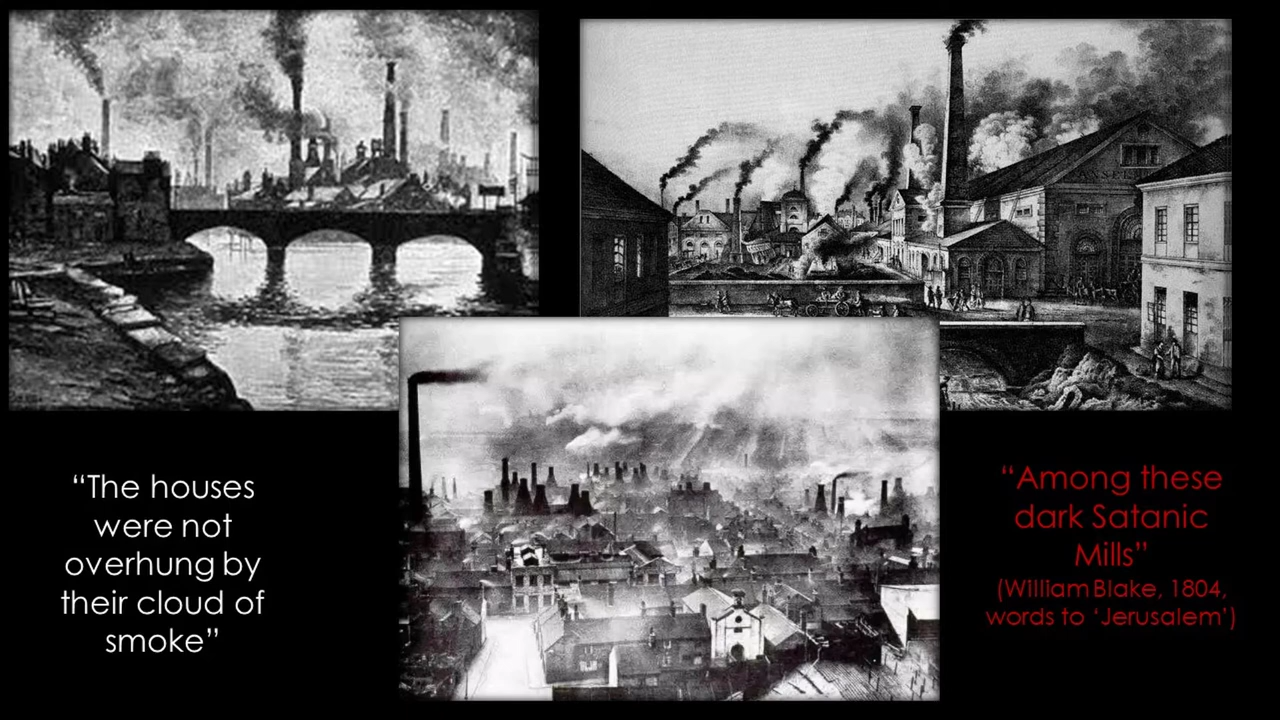 “The houses
were not
overhung by
their cloud of
smoke”
“Among these
dark Satanic
Mills”
(William Blake, 1804,
words to ‘Jerusalem’)